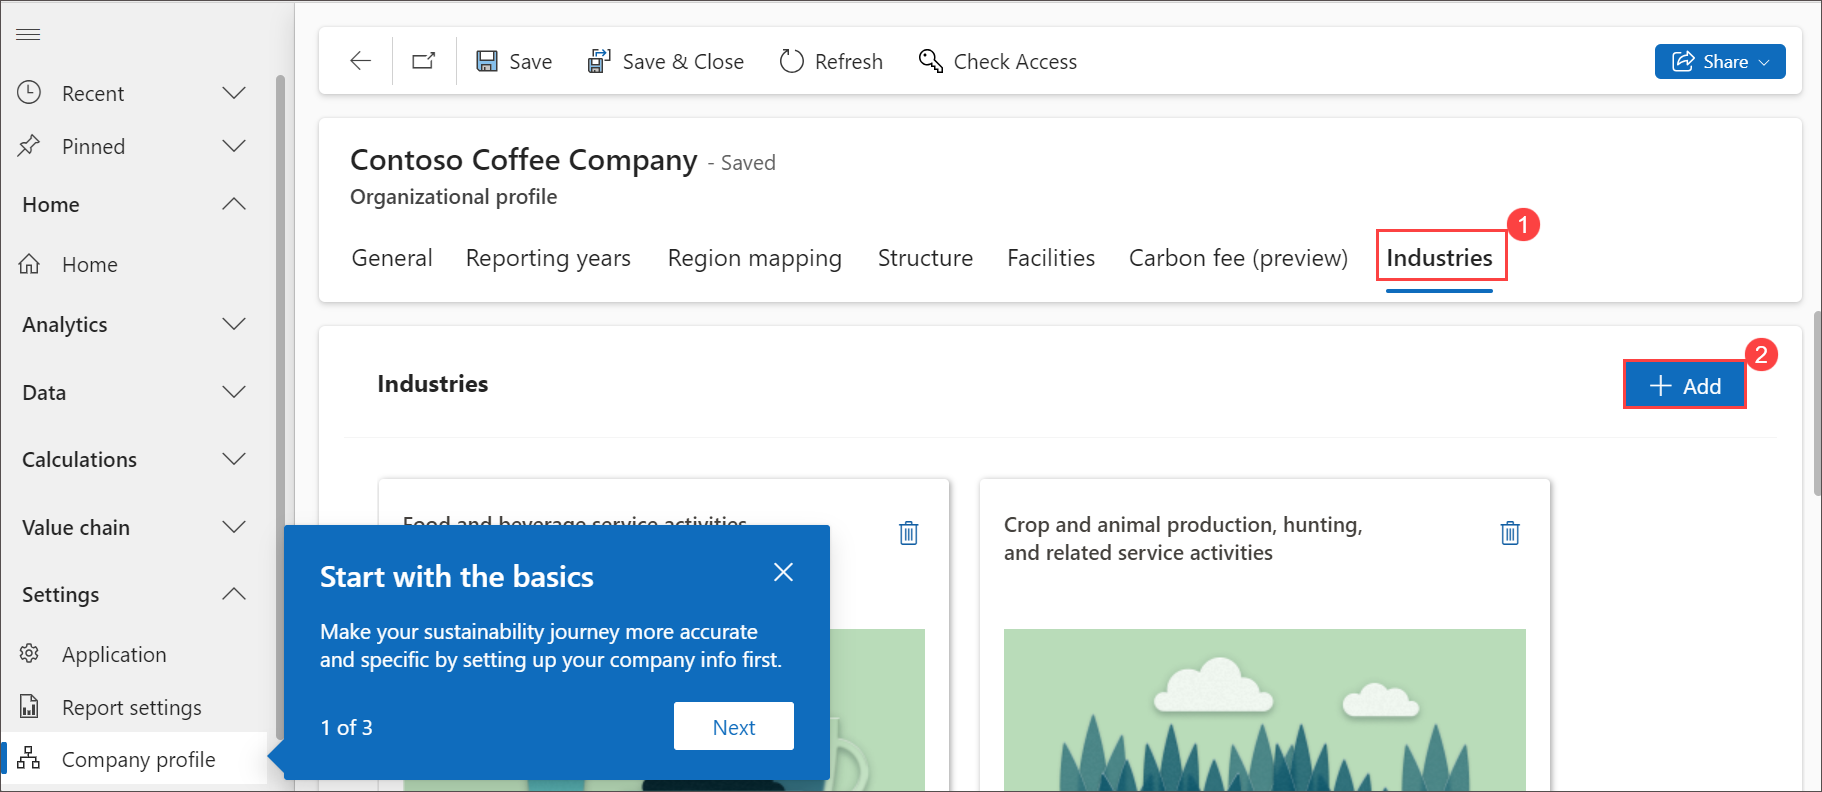 Save
Save & Close
Refresh
Check Access
Share
Recent
Pinned
Home
Home
Analytics
Data
Calculations
Value chain
Settings
Application
Report settings
Company profile
Contoso Coffee Company - Saved
Organizational profile
General
Reporting years
Region mapping
Structure
Facilities
Carbon fee (preview)
Industries
1
Industries
2
Add
Food and beverage service activities
Crop and animal production, hunting,
and related service activities
Start with the basics
Make your sustainability journey more accurate
and specific by setting up your company info first.
1 of 3
Next